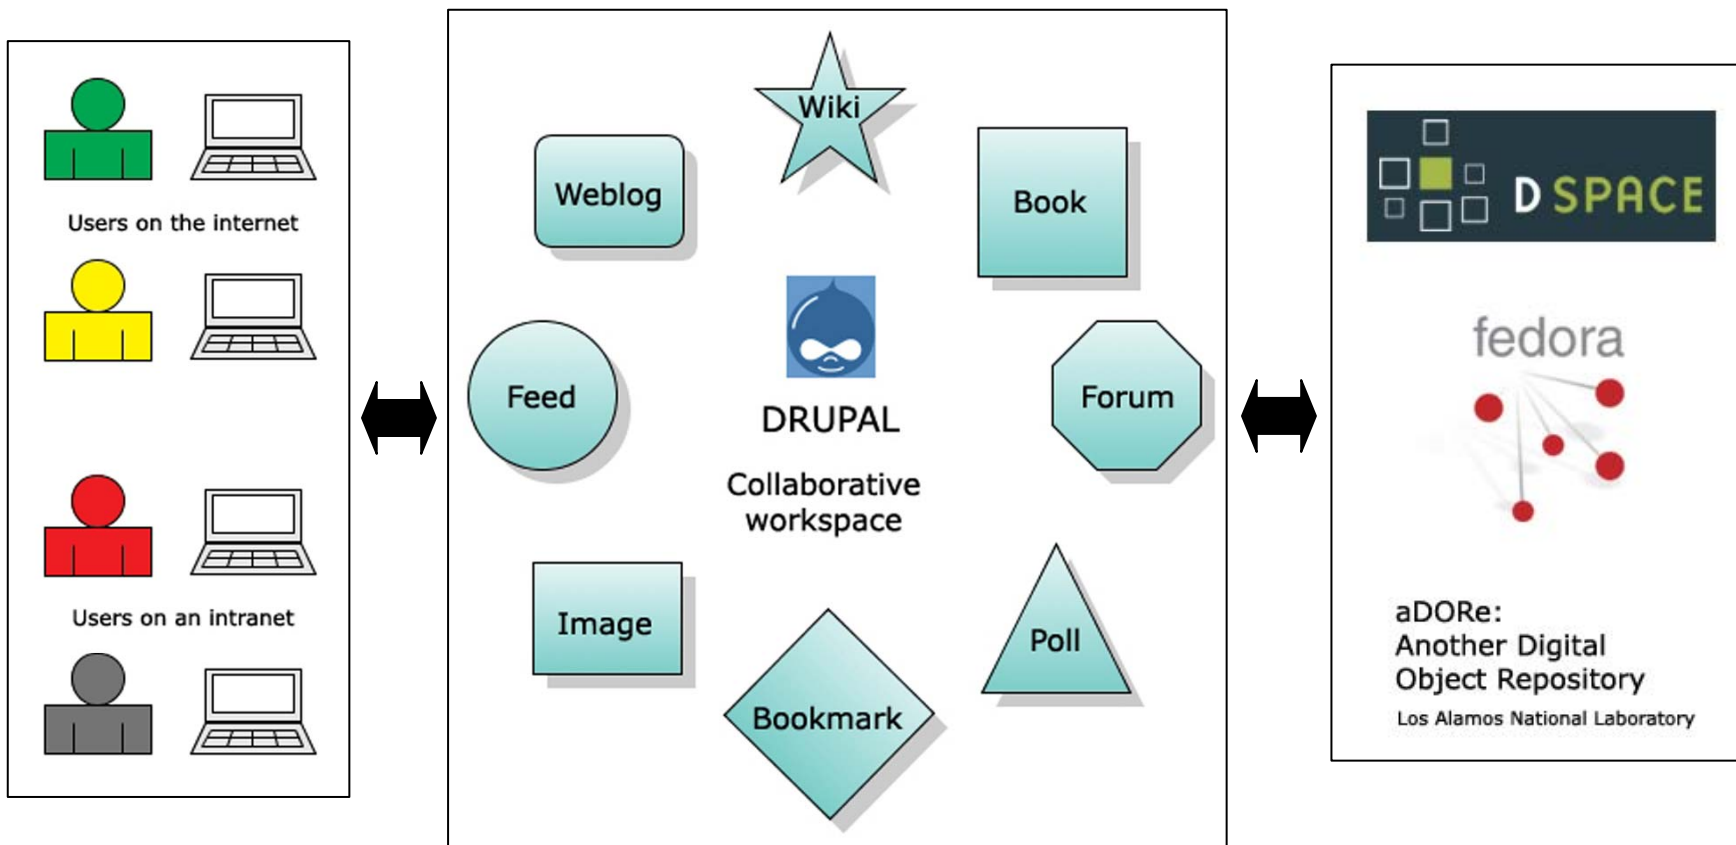 Users on the internet
Users on an intranet
Wiki
Weblog
Book
Feed
DRUPAL
Forum
Collaborative
workspace
Image
Poll
Bookmark
D SPACE
fedora
aDORe:
Another Digital
Object Repository
Los Alamos National Laboratory